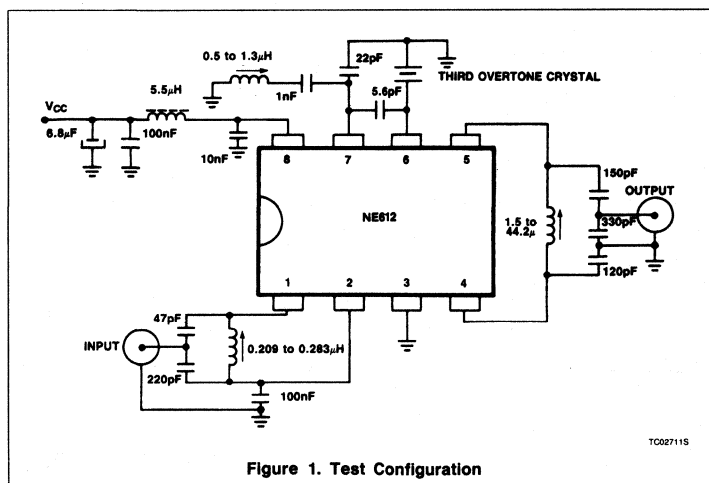 0.5 to 1.3μH
22pF
THIRD OVERTONE CRYSTAL
5.5μH
1nF
5.6pF
VCC
6.8μF
100nF
10nF
8
7
6
5
150pF
OUTPUT
NE612
1.5 to
44.2μ
330pF
120pF
1
2
3
4
47pF
INPUT
0.209 to 0.283μH
220pF
100nF
TC02711S
Figure 1. Test Configuration